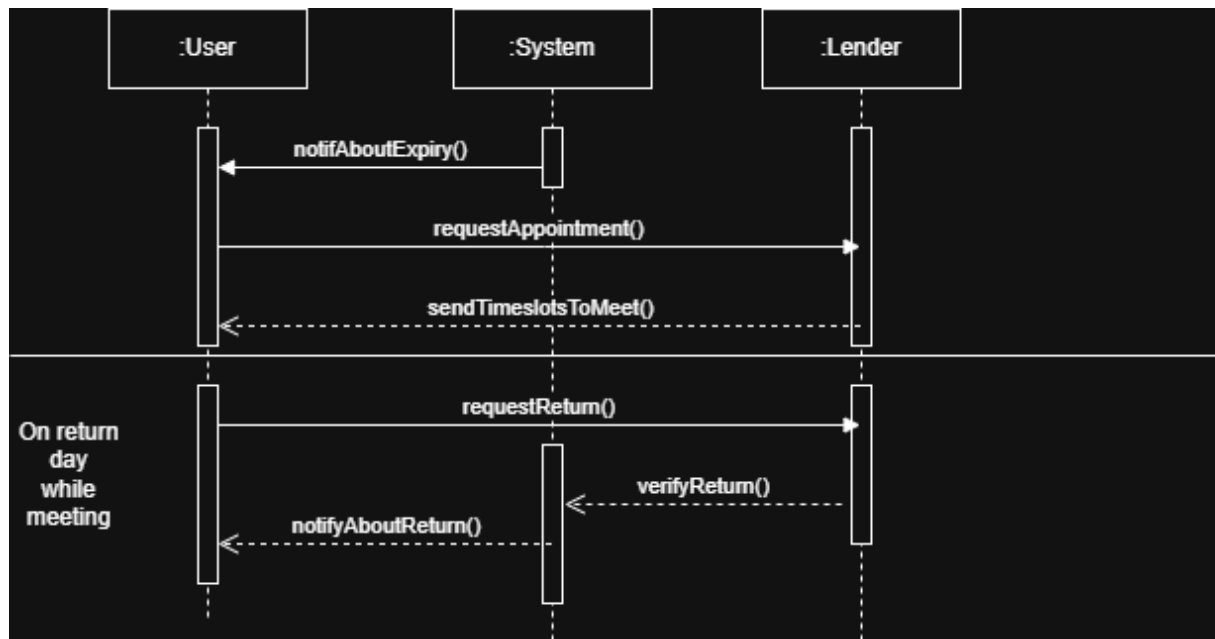 :User
:System
:Lender
notifAboutExpiry()
requestAppointment()
sendTimeslotsToMeet()
requestReturn()
On return
day
while
meeting
verifyReturn()
notifyAboutReturn()